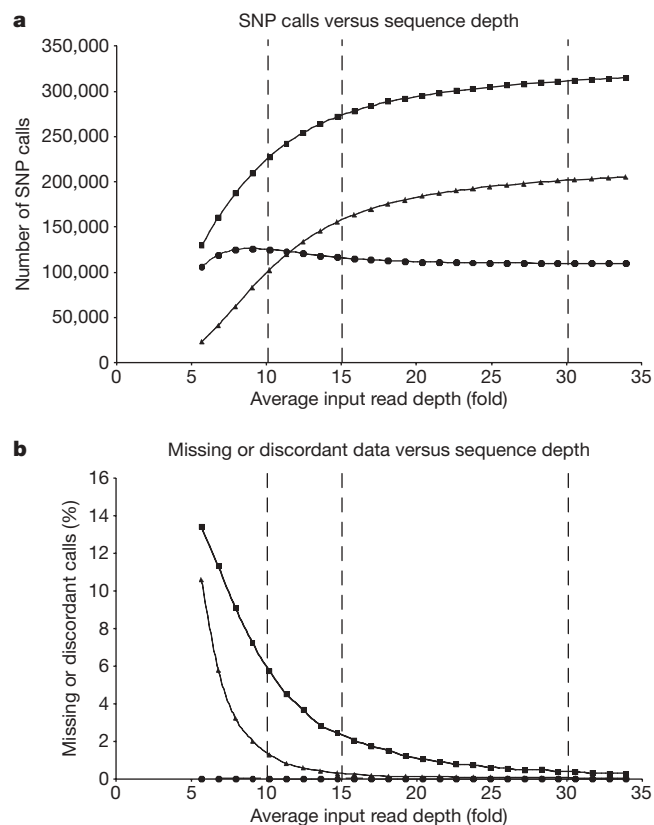 a
SNP calls versus sequence depth
350,000
300,000
250,000
200,000
150,000
100,000
50,000
0
Number of SNP calls
0 5 10 15 20 25 30 35
Average input read depth (fold)
b
Missing or discordant data versus sequence depth
16
14
12
10
8
6
4
2
0
Missing or discordant calls (%)
0 5 10 15 20 25 30 35
Average input read depth (fold)